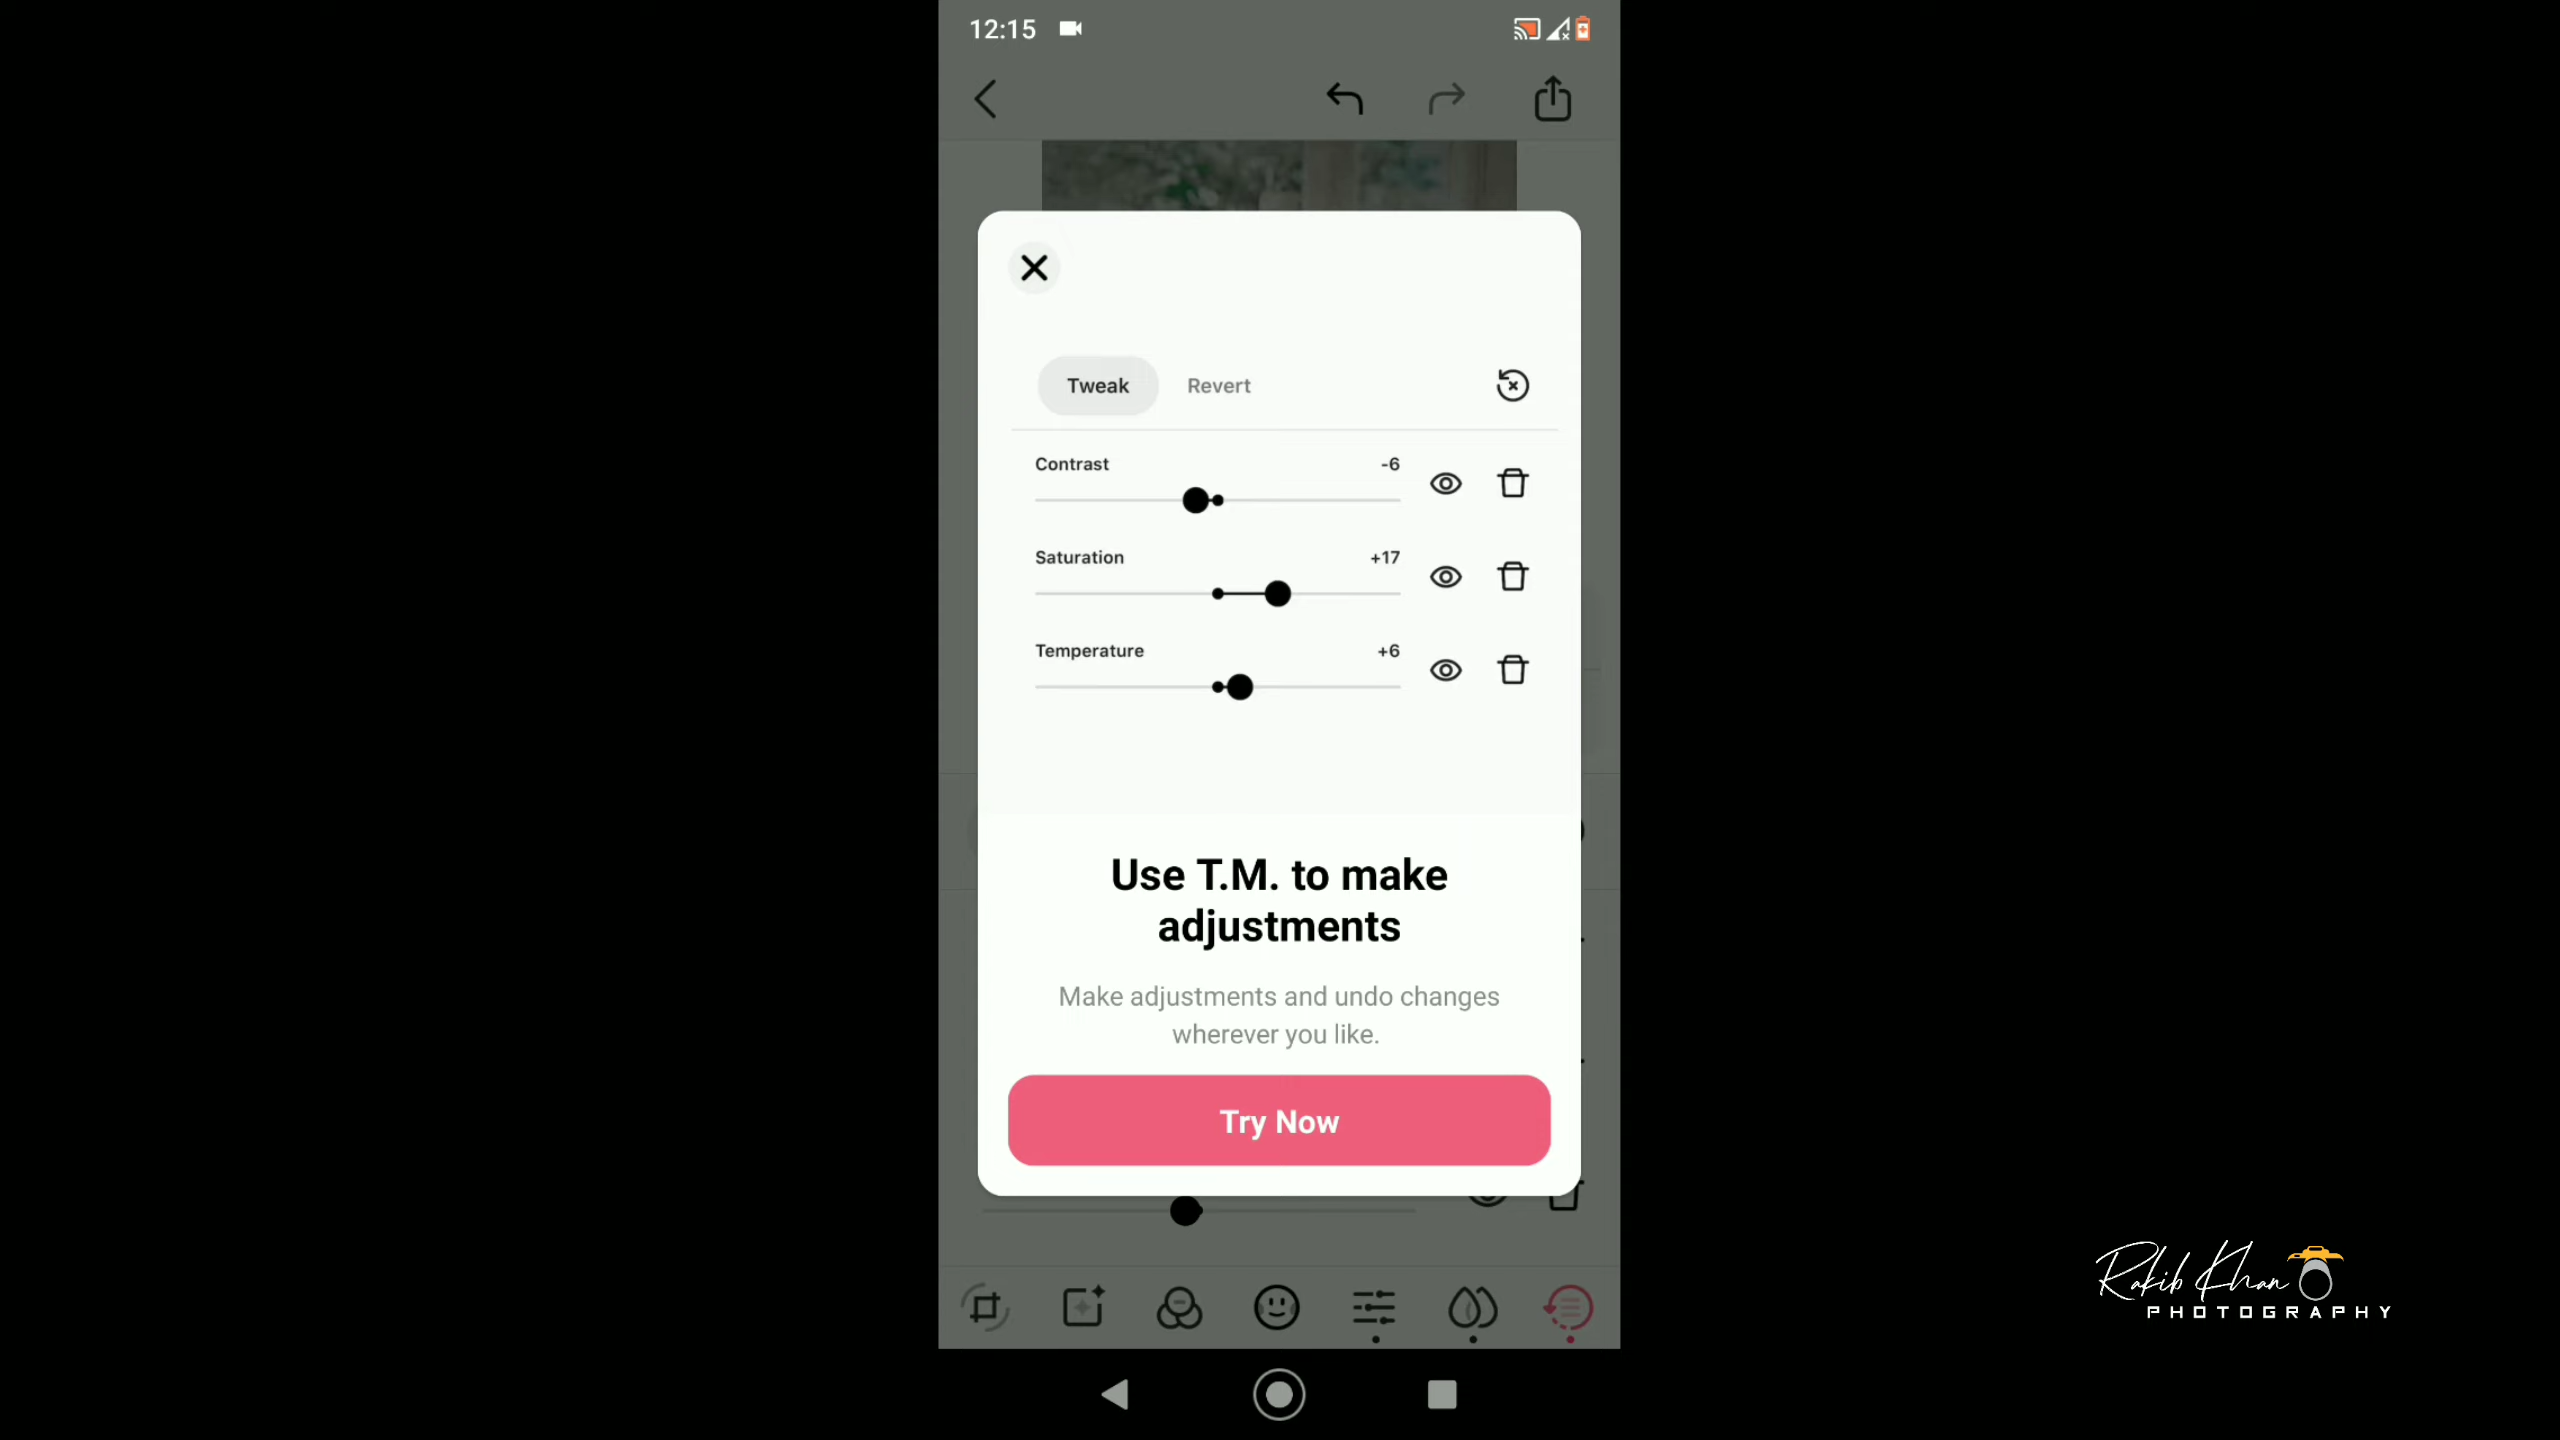 12:15
Tweak Revert
Contrast -6
Saturation +17
Temperature +6
Use T.M. to make
adjustments
Make adjustments and undo changes
wherever you like.
Try Now
Rakib Khan
PHOTOGRAPHY